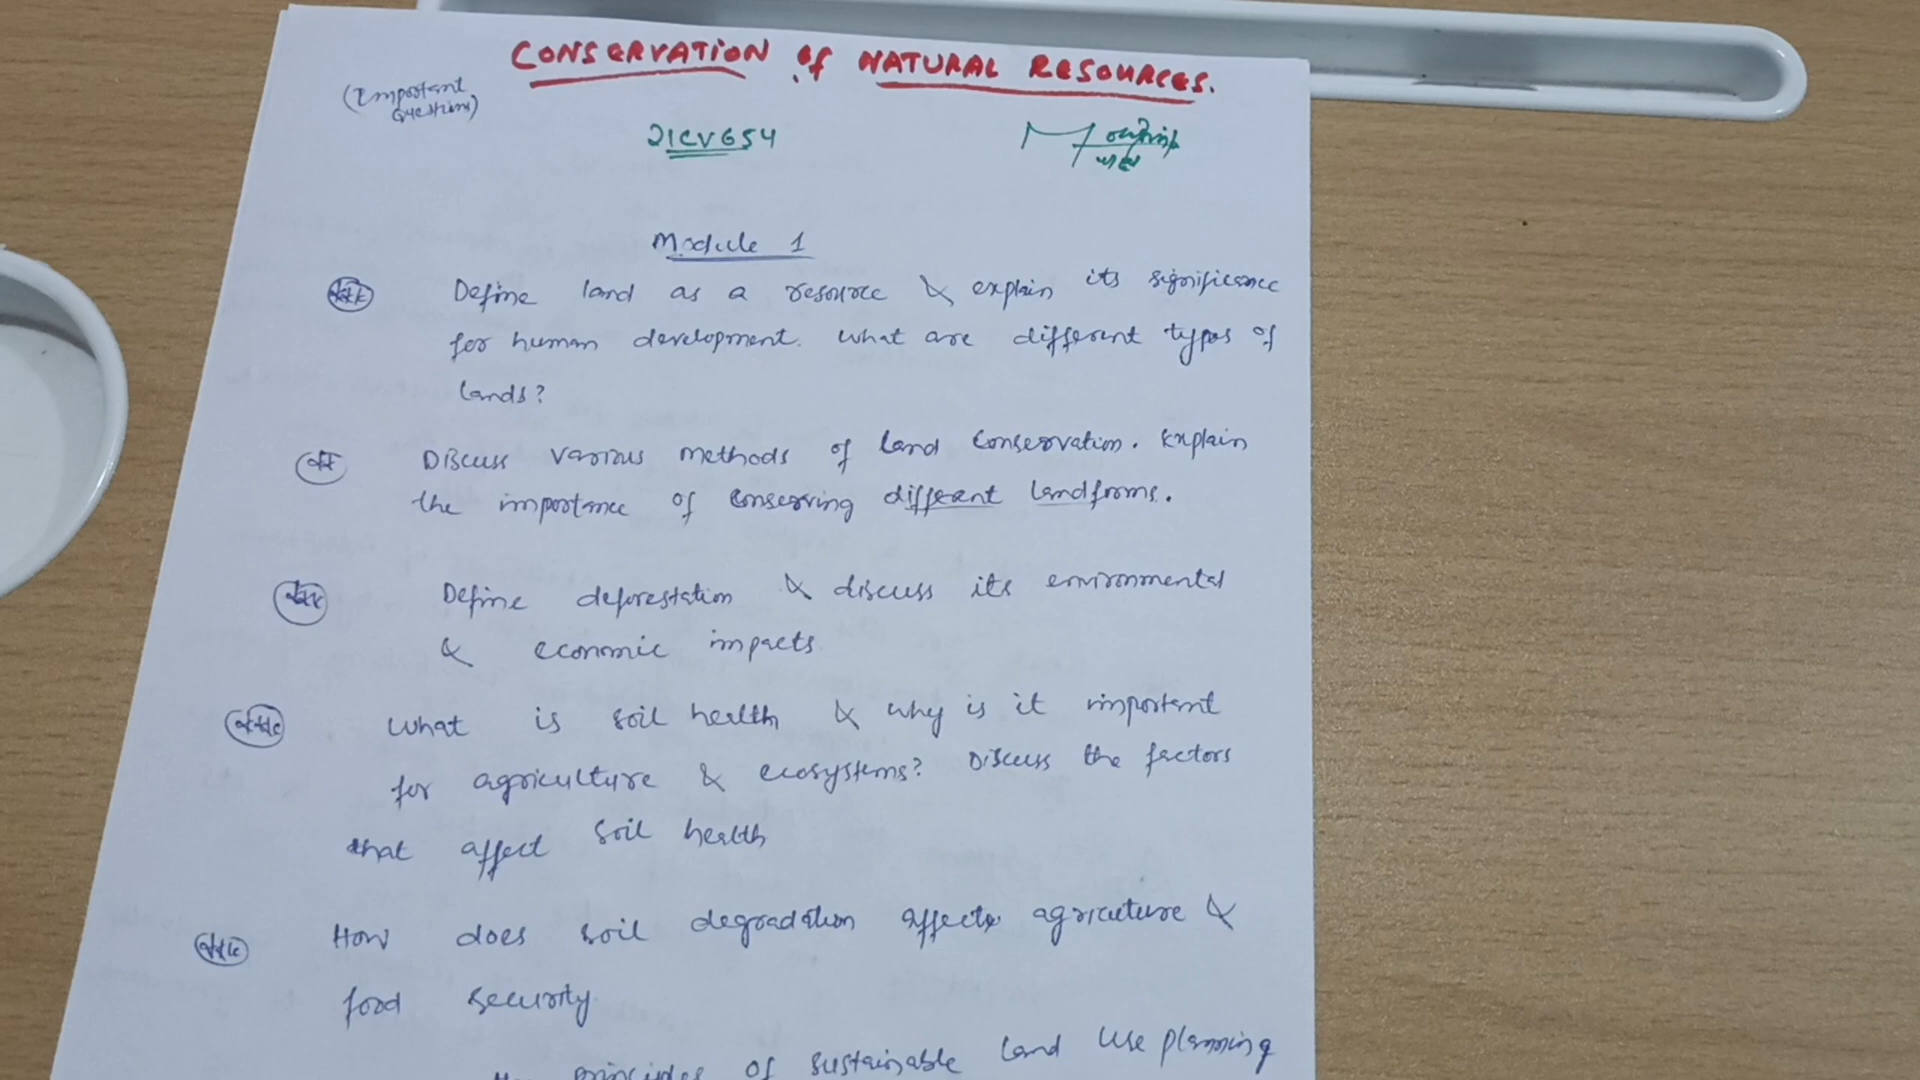 CONSERVATION of NATURAL RESOURCES.
(Important
Questions)
21CV654
Module 1
Define land as a resource & explain its significance
for human development. What are different types of
lands?
Discuss various methods of land conservation. Explain
the importance of conserving different landforms.
Define deforestation & discuss its environmental
& economic impacts
What is soil health & why is it important
for agriculture & ecosystems? Discuss the factors
that affect soil health
How does soil degradation affects agriculture &
food security
principles of sustainable land use planning